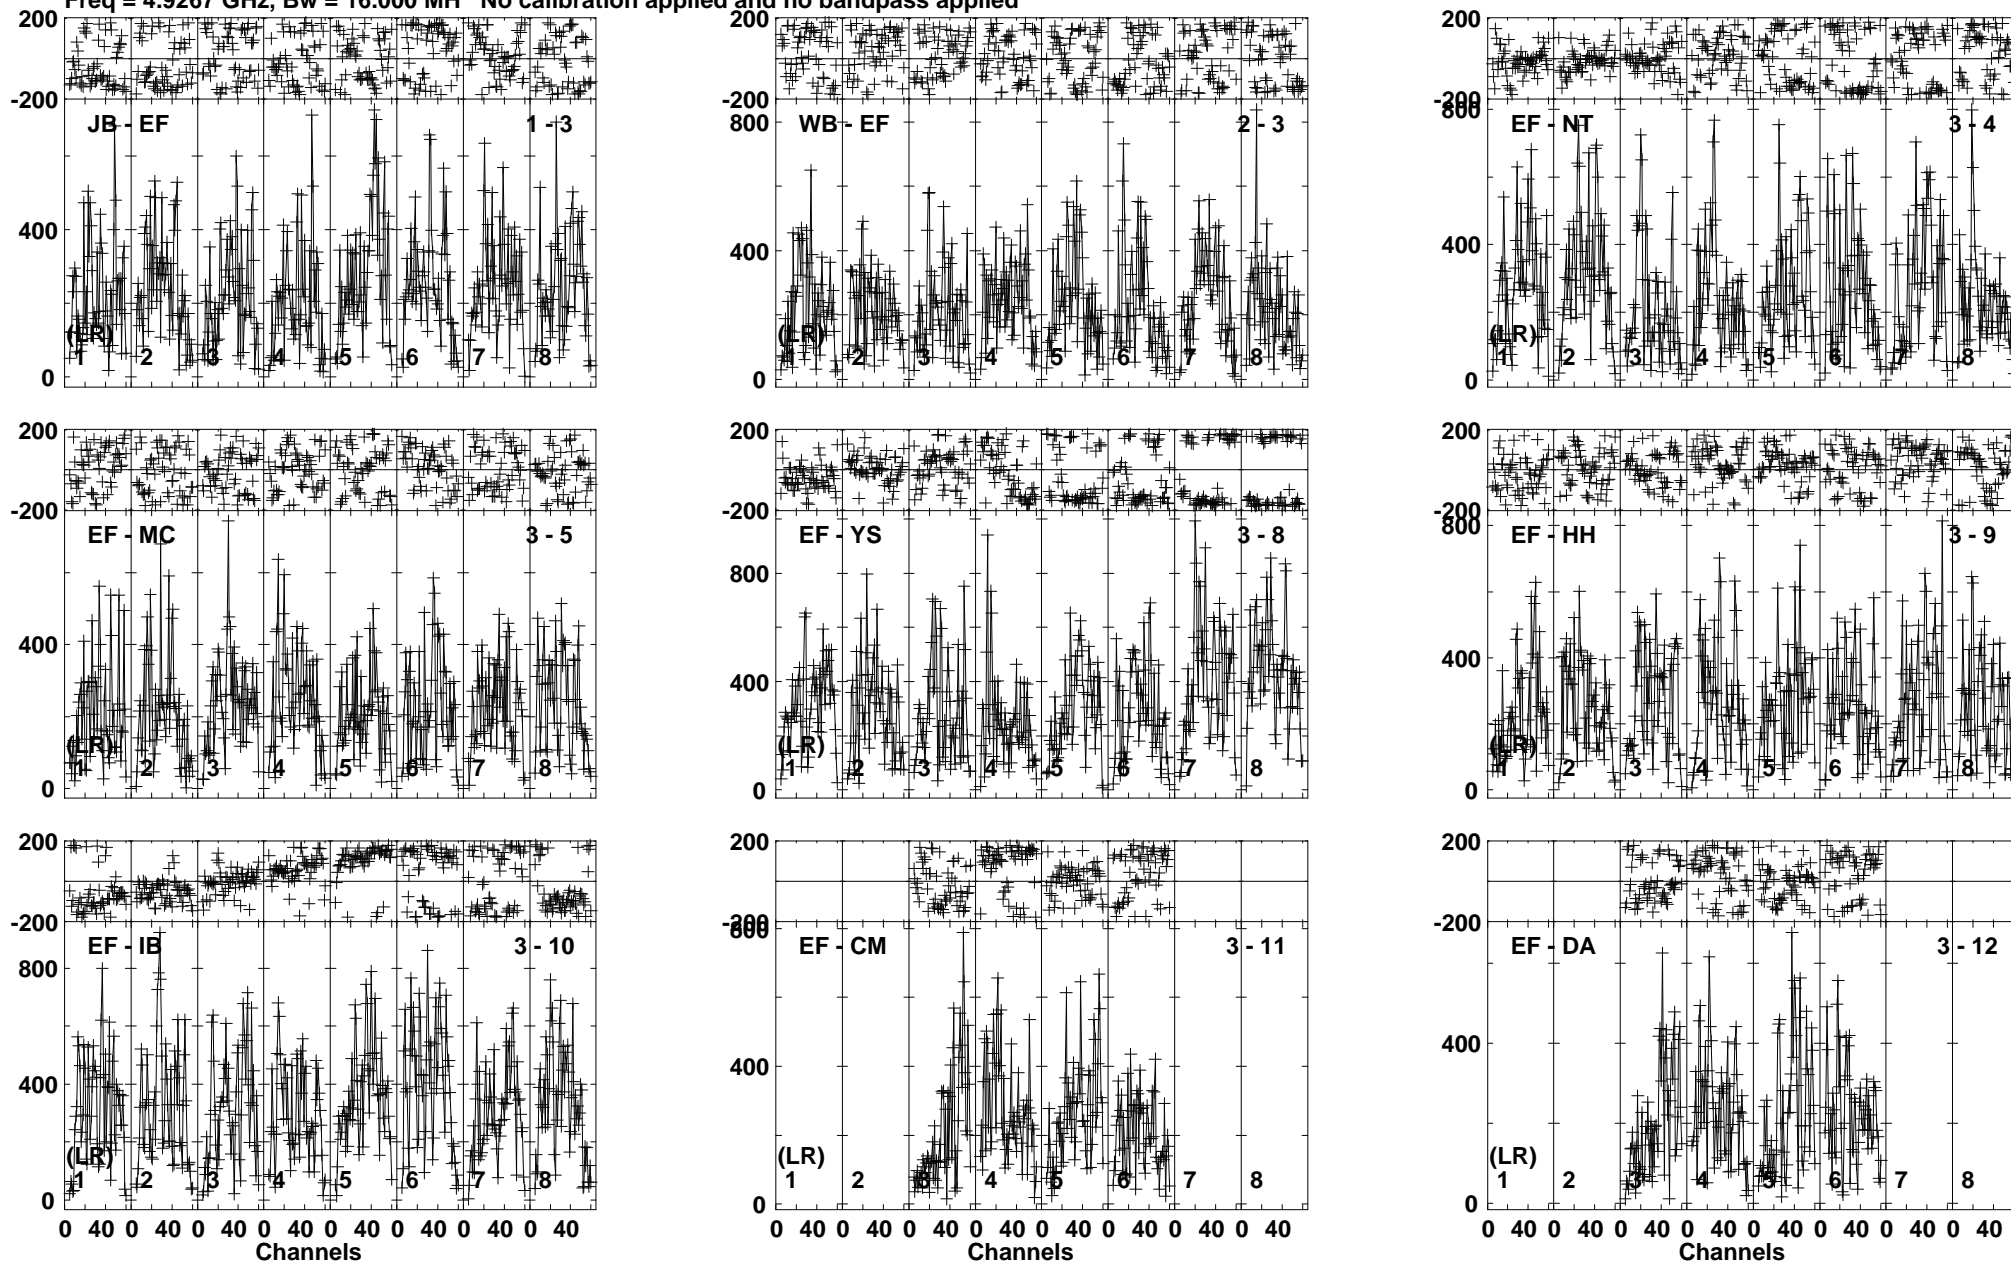 Freq = 4.9267 GHz, Bw = 16.000 MH No calibration applied and no bandpass applied
200
-200
JB - EF 1 - 3
400
0
(LR)
1 2 3 4 5 6 7 8
200
-200
WB - EF 2 - 3
800
400
0
(LR)
1 2 3 4 5 6 7 8
200
-200
800
EF - NT 3 - 4
400
0
(LR)
1 2 3 4 5 6 7 8
200
-200
EF - MC 3 - 5
400
0
(LR)
1 2 3 4 5 6 7 8
200
-200
EF - YS 3 - 8
800
400
0
(LR)
1 2 3 4 5 6 7 8
200
-200
800
EF - HH 3 - 9
400
0
(LR)
1 2 3 4 5 6 7 8
200
-200
EF - IB 3 - 10
800
400
0
(LR)
1 2 3 4 5 6 7 8
0 40 0 40 0 40 0 40 0 40 0 40 0 40 0 40
Channels
200
-200
800
EF - CM 3 - 11
400
0
(LR)
1 2 3 4 5 6 7 8
0 40 0 40 0 40 0 40 0 40 0 40 0 40 0 40
Channels
200
-200
EF - DA 3 - 12
400
0
(LR)
1 2 3 4 5 6 7 8
0 40 0 40 0 40 0 40 0 40 0 40 0 40 0 40
Channels